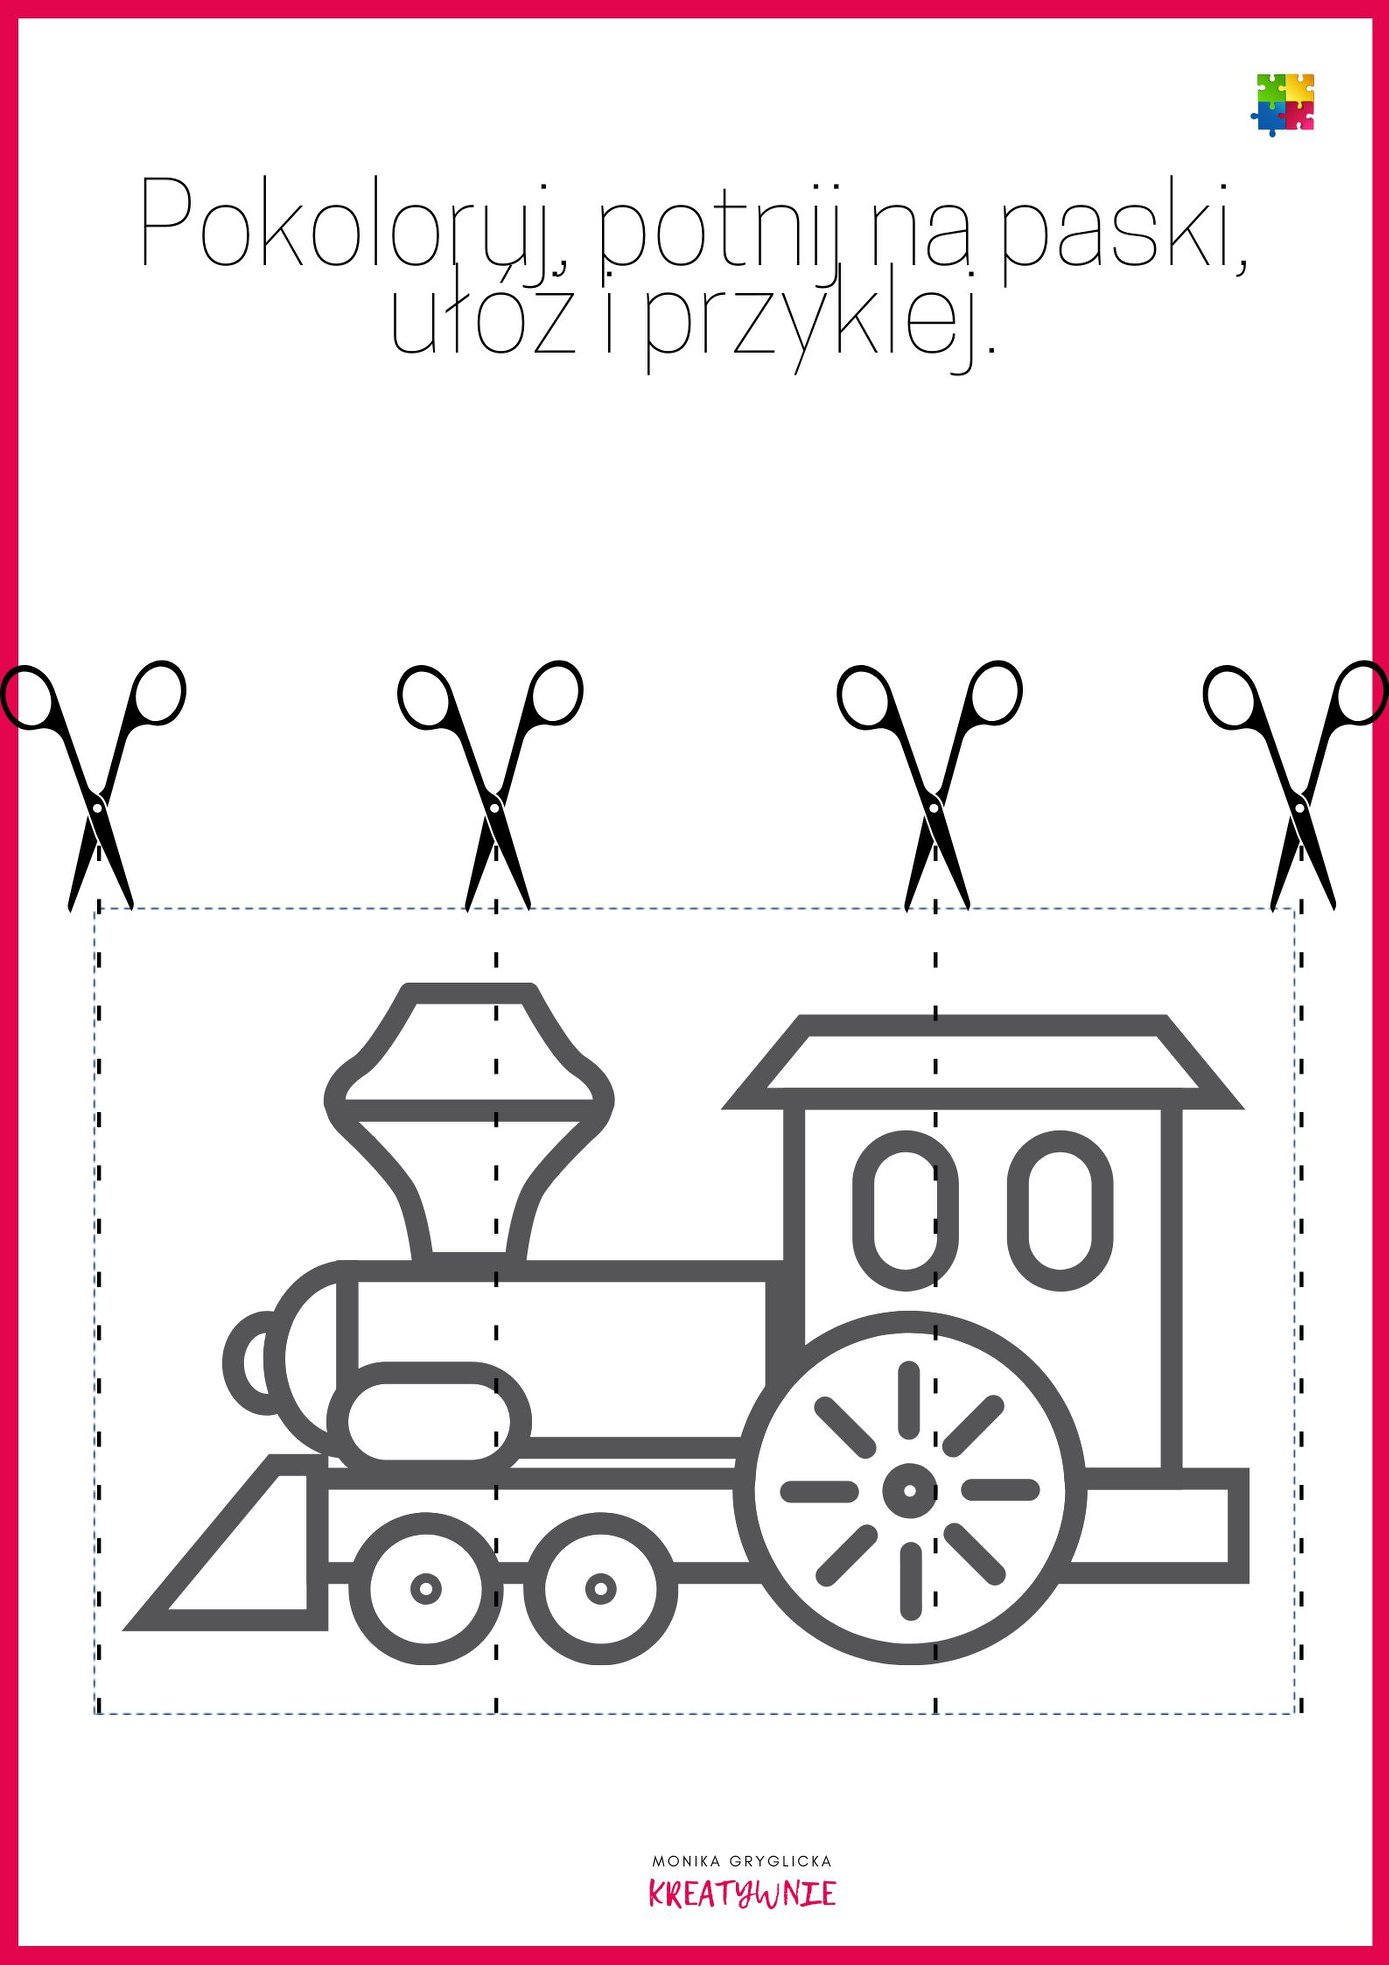 Pokoloruj, potnij na paski,
ułóż i przyklej.
MONIKA GRYGLICKA
KREATYWNIE